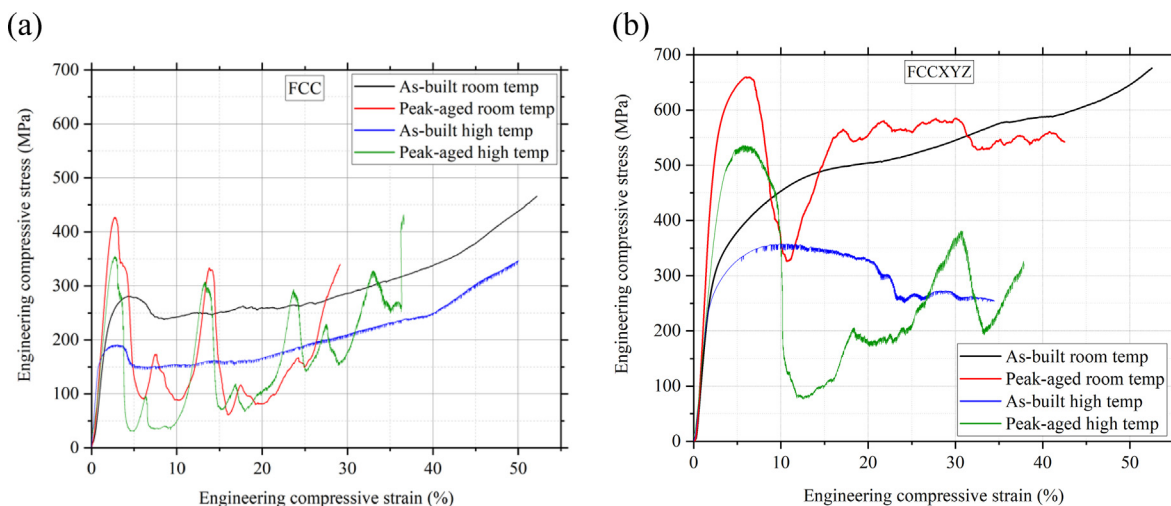 (a)
FCC
As-built room temp
Peak-aged room temp
As-built high temp
Peak-aged high temp
Engineering compressive stress (MPa)
700
600
500
400
300
200
100
0
0
10
20
30
40
50
Engineering compressive strain (%)
(b)
FCCXYZ
Engineering compressive stress (MPa)
700
600
500
400
300
200
100
0
As-built room temp
Peak-aged room temp
As-built high temp
Peak-aged high temp
0
10
20
30
40
50
Engineering compressive strain (%)